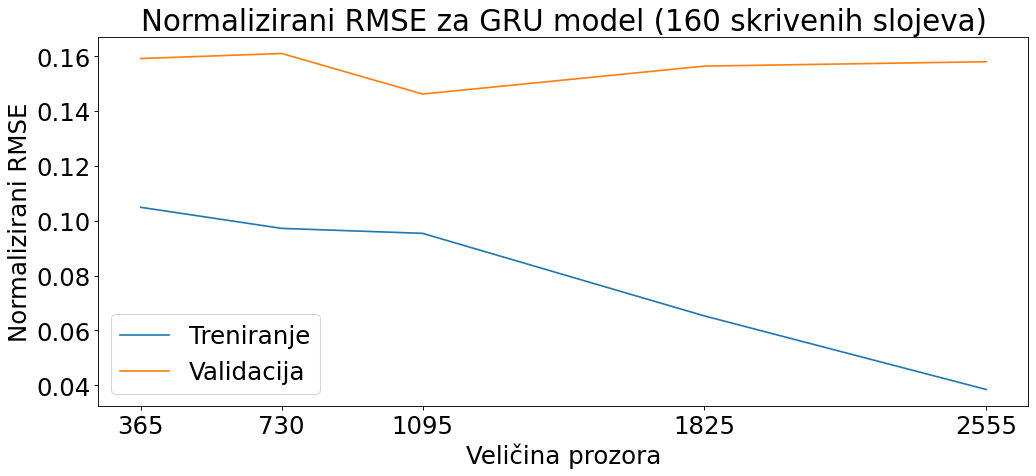 Normalizirani RMSE za GRU model (160 skrivenih slojeva)
Normalizirani RMSE
0.16
0.14
0.12
0.10
0.08
0.06
0.04
Treniranje
Validacija
365 730 1095 1825 2555
Veličina prozora